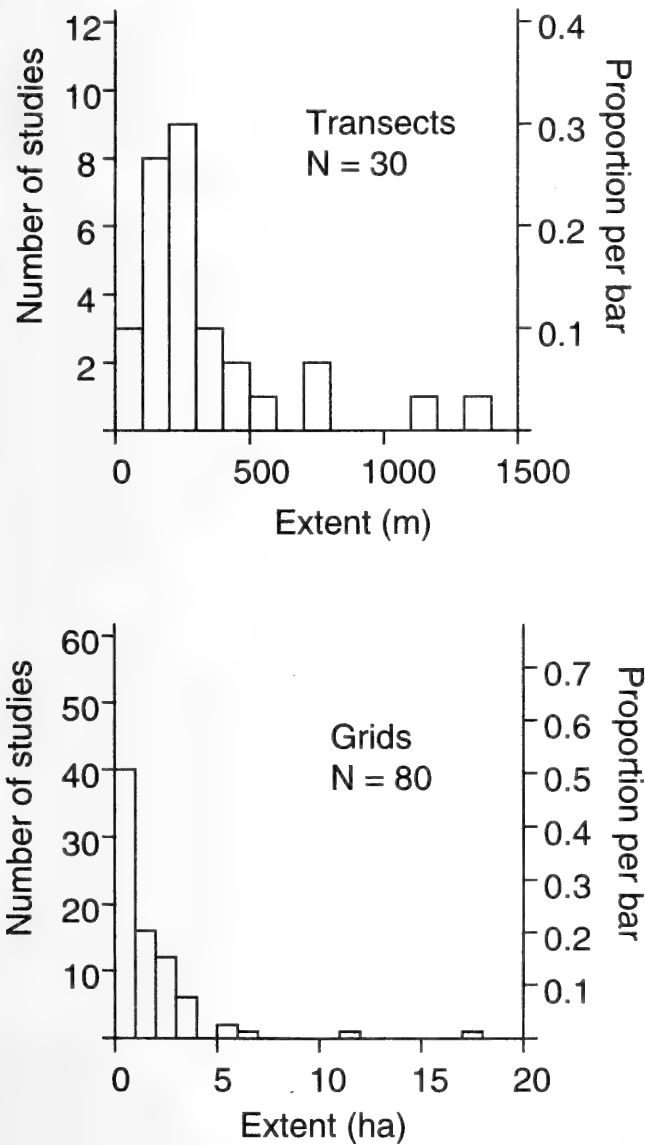 12
10
8
6
4
2
Number of studies
Transects
N = 30
0.4
0.3
0.2
0.1
Proportion per bar
0 500 1000 1500
Extent (m)
60
50
40
30
20
10
Number of studies
Grids
N = 80
0.7
0.6
0.5
0.4
0.3
0.2
0.1
Proportion per bar
0 5 10 15 20
Extent (ha)